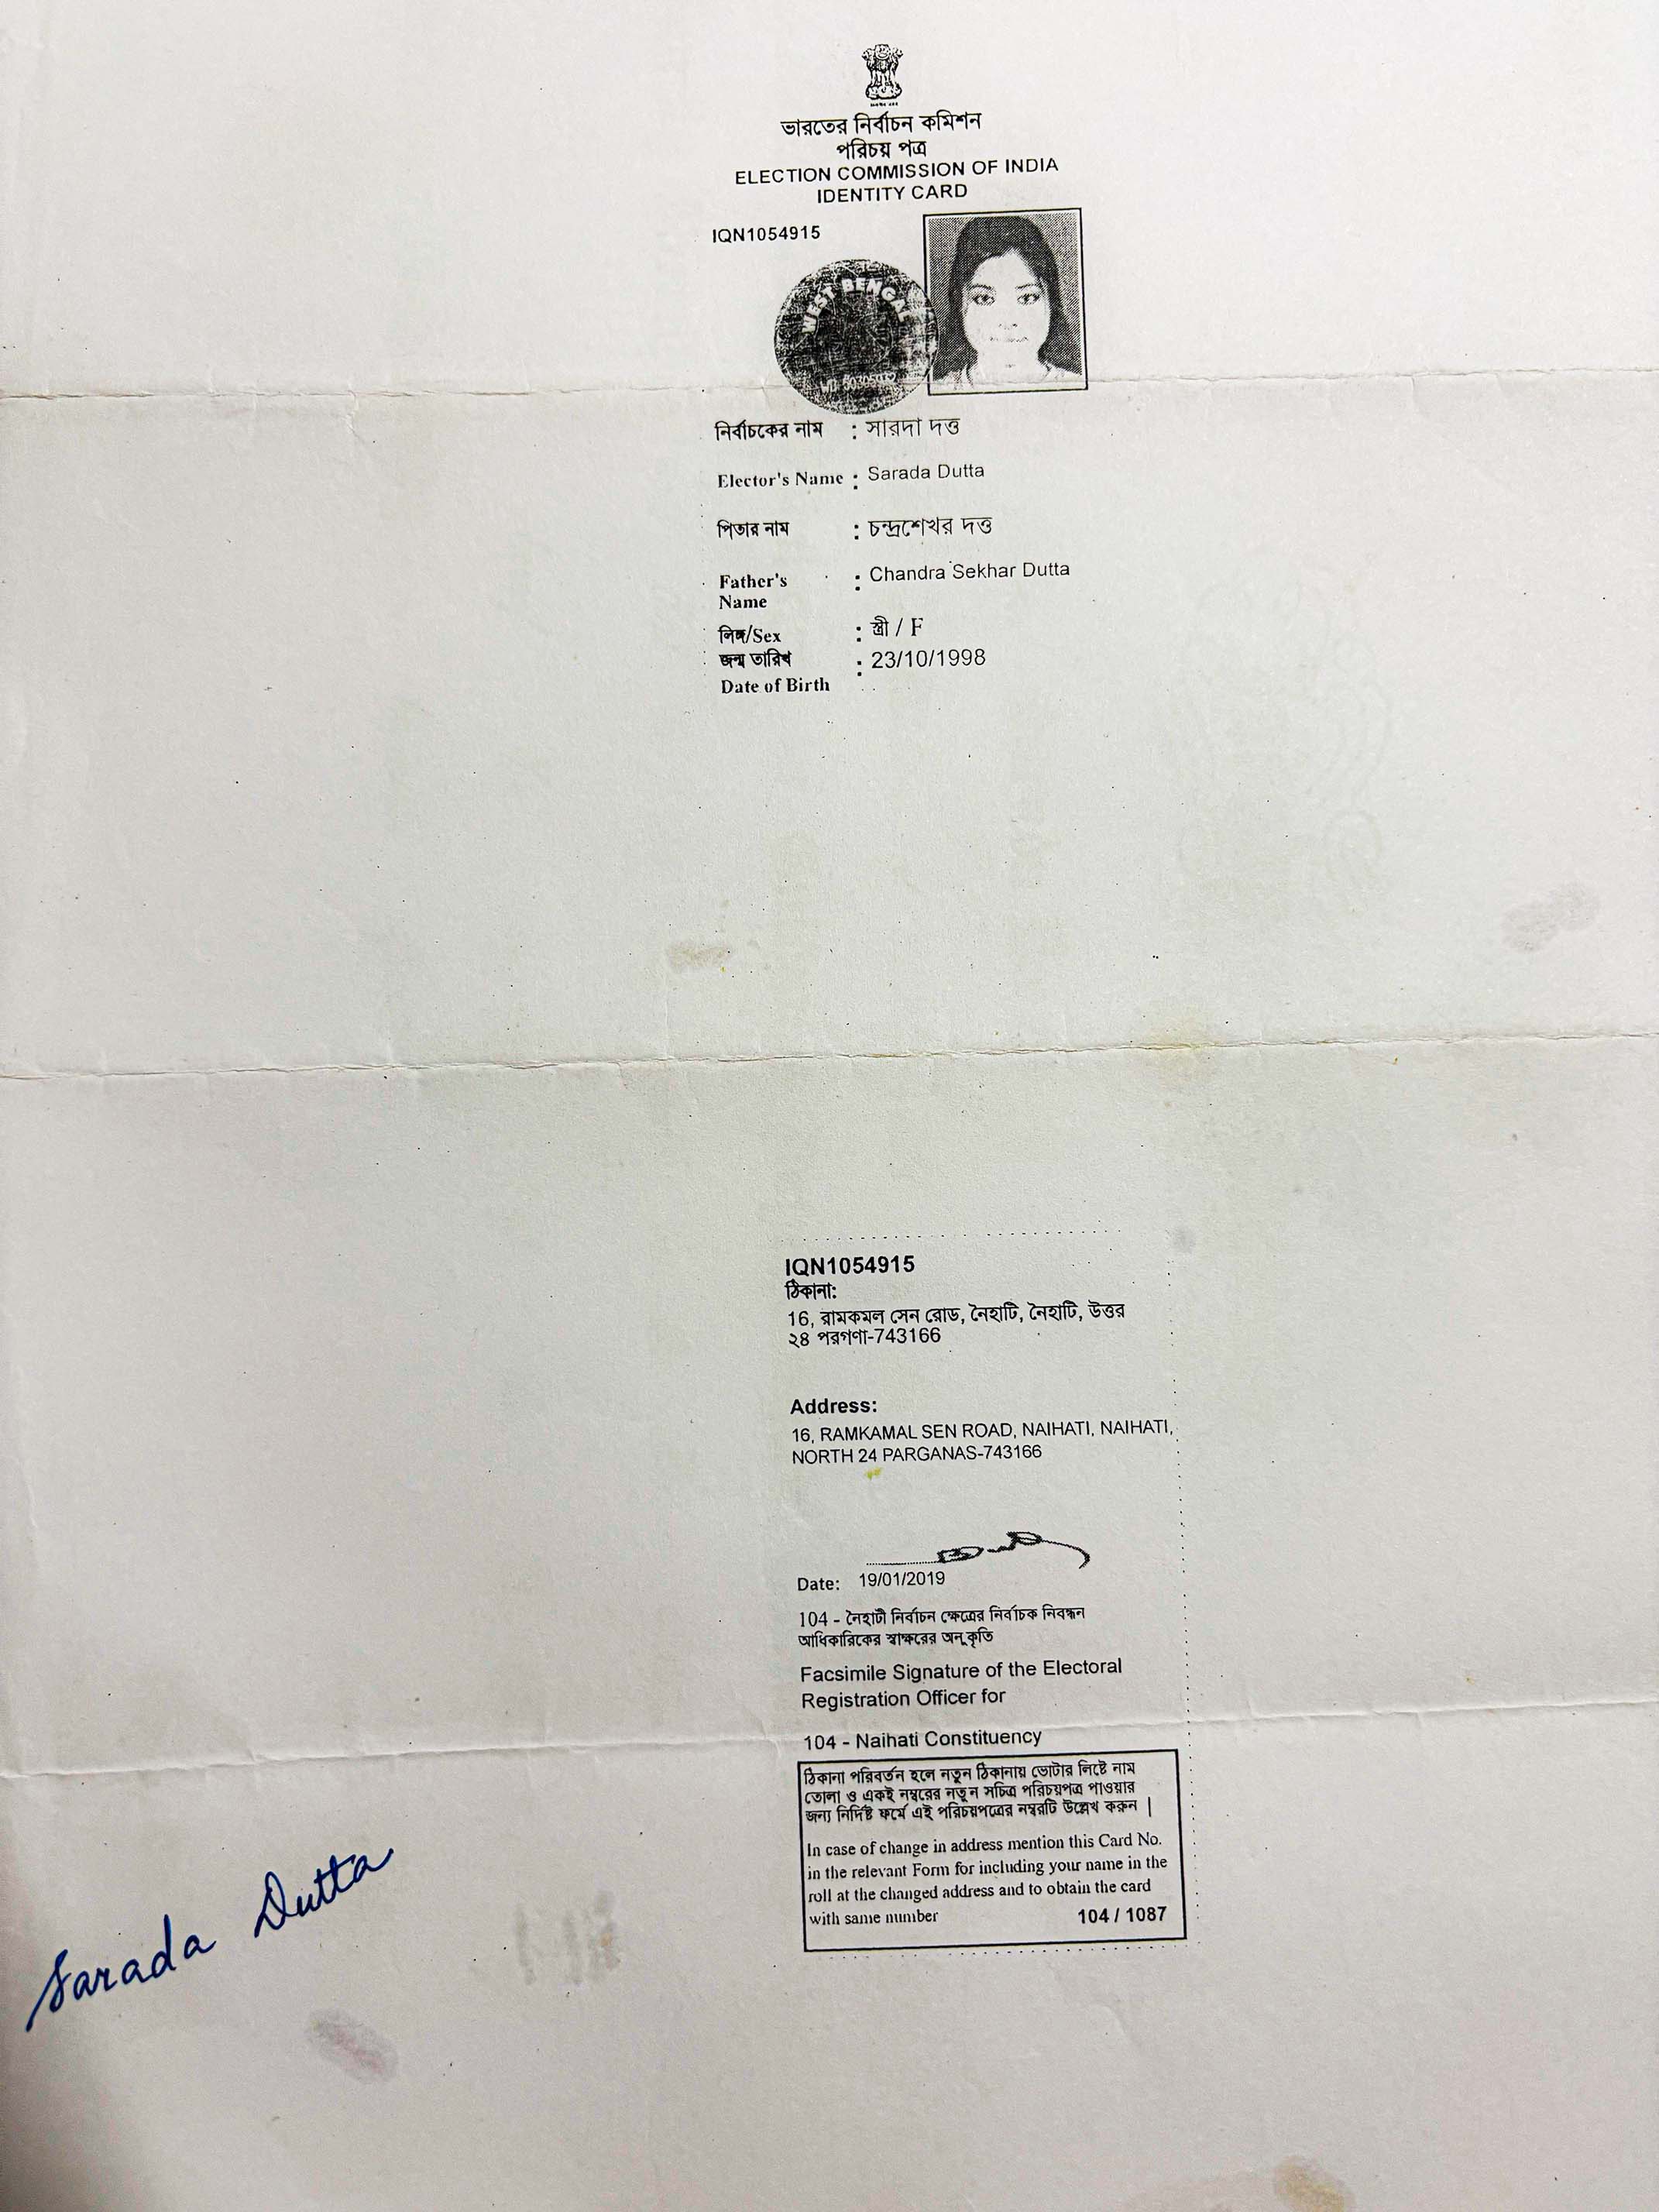 ভারতের নির্বাচন কমিশন
পরিচয় পত্র
ELECTION COMMISSION OF INDIA
IDENTITY CARD
IQN1054915
WEST BENGAL
নির্বাচকের নাম : সারদা দত্ত
Elector's Name : Sarada Dutta
পিতার নাম : চন্দ্রশেখর দত্ত
Father's : Chandra Sekhar Dutta
Name
লিঙ্গ/Sex : স্ত্রী / F
জন্ম তারিখ : 23/10/1998
Date of Birth
IQN1054915
ঠিকানা:
16, রামকমল সেন রোড, নৈহাটি, নৈহাটি, উত্তর
২৪ পরগণা-743166
Address:
16, RAMKAMAL SEN ROAD, NAIHATI, NAIHATI,
NORTH 24 PARGANAS-743166
Date: 19/01/2019
104 - নৈহাটী নির্বাচন ক্ষেত্রের নির্বাচক নিবন্ধন
আধিকারিকের স্বাক্ষরের অনুকৃতি
Facsimile Signature of the Electoral
Registration Officer for
104 - Naihati Constituency
ঠিকানা পরিবর্তন হলে নতুন ঠিকানায় ভোটার লিষ্টে নাম
তোলা ও একই নম্বরের নতুন সচিত্র পরিচয়পত্র পাওয়ার
জন্য নির্দিষ্ট ফর্মে এই পরিচয়পত্রের নম্বরটি উল্লেখ করুন |
In case of change in address mention this Card No.
in the relevant Form for including your name in the
roll at the changed address and to obtain the card
with same number 104 / 1087
Sarada Dutta